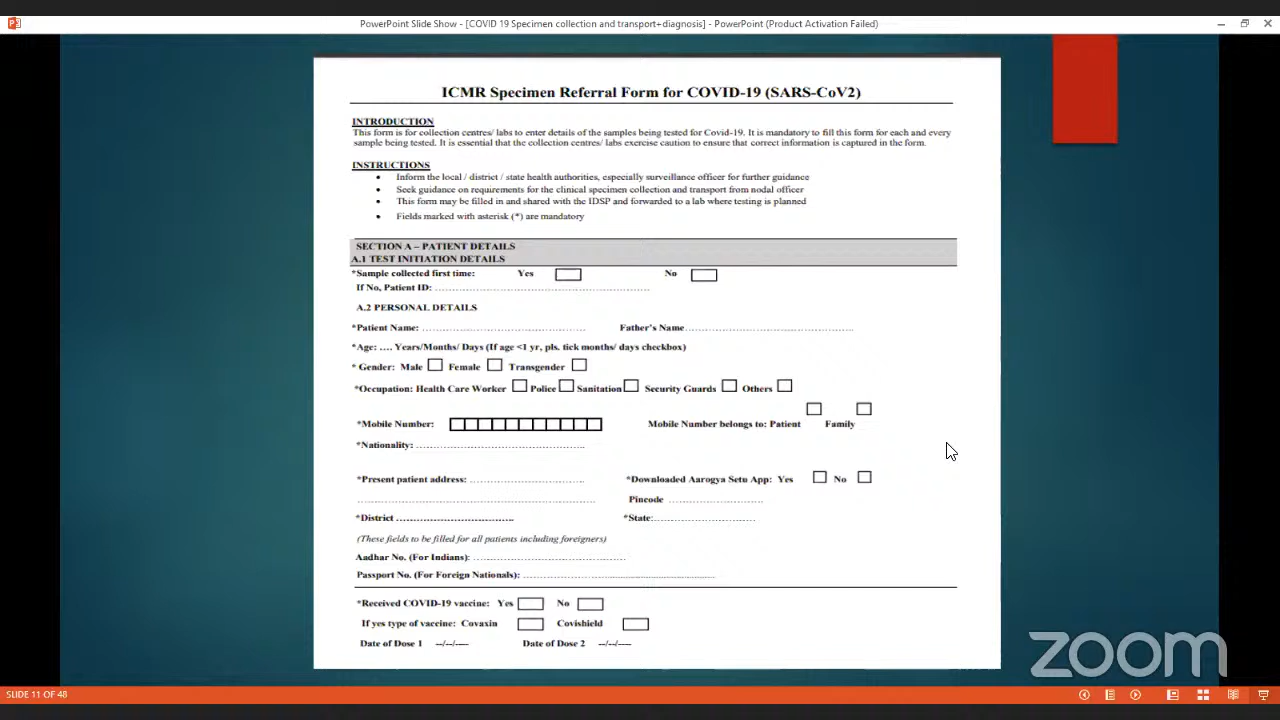 PowerPoint Slide Show - [COVID 19 Specimen collection and transport+diagnosis] - PowerPoint (Product Activation Failed)
ICMR Specimen Referral Form for COVID-19 (SARS-CoV2)
INTRODUCTION
This form is for collection centres/ labs to enter details of the samples being tested for Covid-19. It is mandatory to fill this form for each and every
sample being tested. It is essential that the collection centres/ labs exercise caution to ensure that correct information is captured in the form.
INSTRUCTIONS
• Inform the local / district / state health authorities, especially surveillance officer for further guidance
• Seek guidance on requirements for the clinical specimen collection and transport from nodal officer
• This form may be filled in and shared with the IDSP and forwarded to a lab where testing is planned
• Fields marked with asterisk (*) are mandatory
SECTION A – PATIENT DETAILS
A.1 TEST INITIATION DETAILS
*Sample collected first time: Yes No
If No, Patient ID: ...................................................
A.2 PERSONAL DETAILS
*Patient Name: ....................................... Father's Name.......................................
*Age: .... Years/Months/ Days (If age <1 yr, pls. tick months/ days checkbox)
* Gender: Male Female Transgender
*Occupation: Health Care Worker Police Sanitation Security Guards Others
*Mobile Number: Mobile Number belongs to: Patient Family
*Nationality: .......................................
*Present patient address: ........................... *Downloaded Aarogya Setu App: Yes No
....................................................... Pincode ......................
*District ................................. *State:..........................
(These fields to be filled for all patients including foreigners)
Aadhar No. (For Indians): ...................................
Passport No. (For Foreign Nationals): ...........................................
*Received COVID-19 vaccine: Yes No
If yes type of vaccine: Covaxin Covishield
Date of Dose 1 --/--/---- Date of Dose 2 --/--/----
zoom
SLIDE 11 OF 48